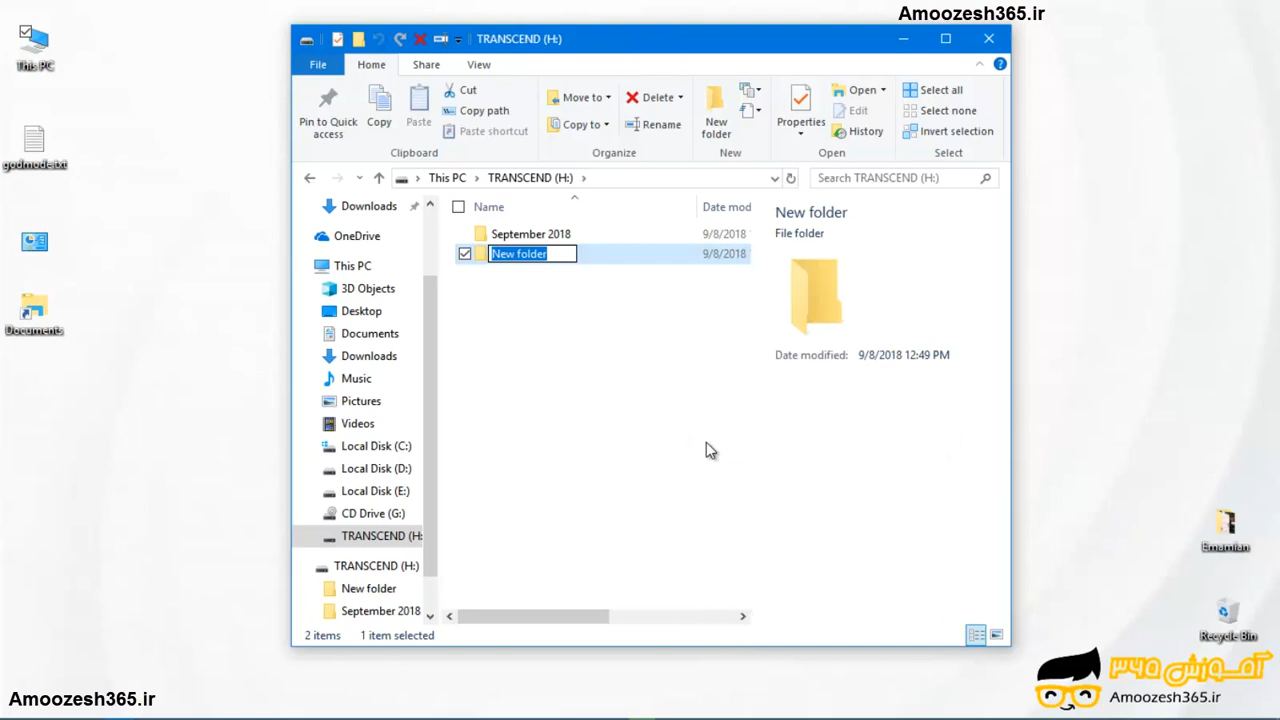 Amoozesh365.ir
This PC
godmode.txt
Documents
Emamian
Recycle Bin
TRANSCEND (H:)
File
Home
Share
View
Pin to Quick access
Copy
Paste
Cut
Copy path
Paste shortcut
Clipboard
Move to
Copy to
Delete
Rename
Organize
New folder
New
Properties
Open
Edit
History
Open
Select all
Select none
Invert selection
Select
This PC
TRANSCEND (H:)
Search TRANSCEND (H:)
Downloads
OneDrive
This PC
3D Objects
Desktop
Documents
Downloads
Music
Pictures
Videos
Local Disk (C:)
Local Disk (D:)
Local Disk (E:)
CD Drive (G:)
TRANSCEND (H:
TRANSCEND (H:)
New folder
September 2018
Name
Date mod
September 2018
9/8/2018
New folder
9/8/2018
New folder
File folder
Date modified: 9/8/2018 12:49 PM
2 items
1 item selected
Amoozesh365.ir
آموزش ۳۶۵
Amoozesh365.ir